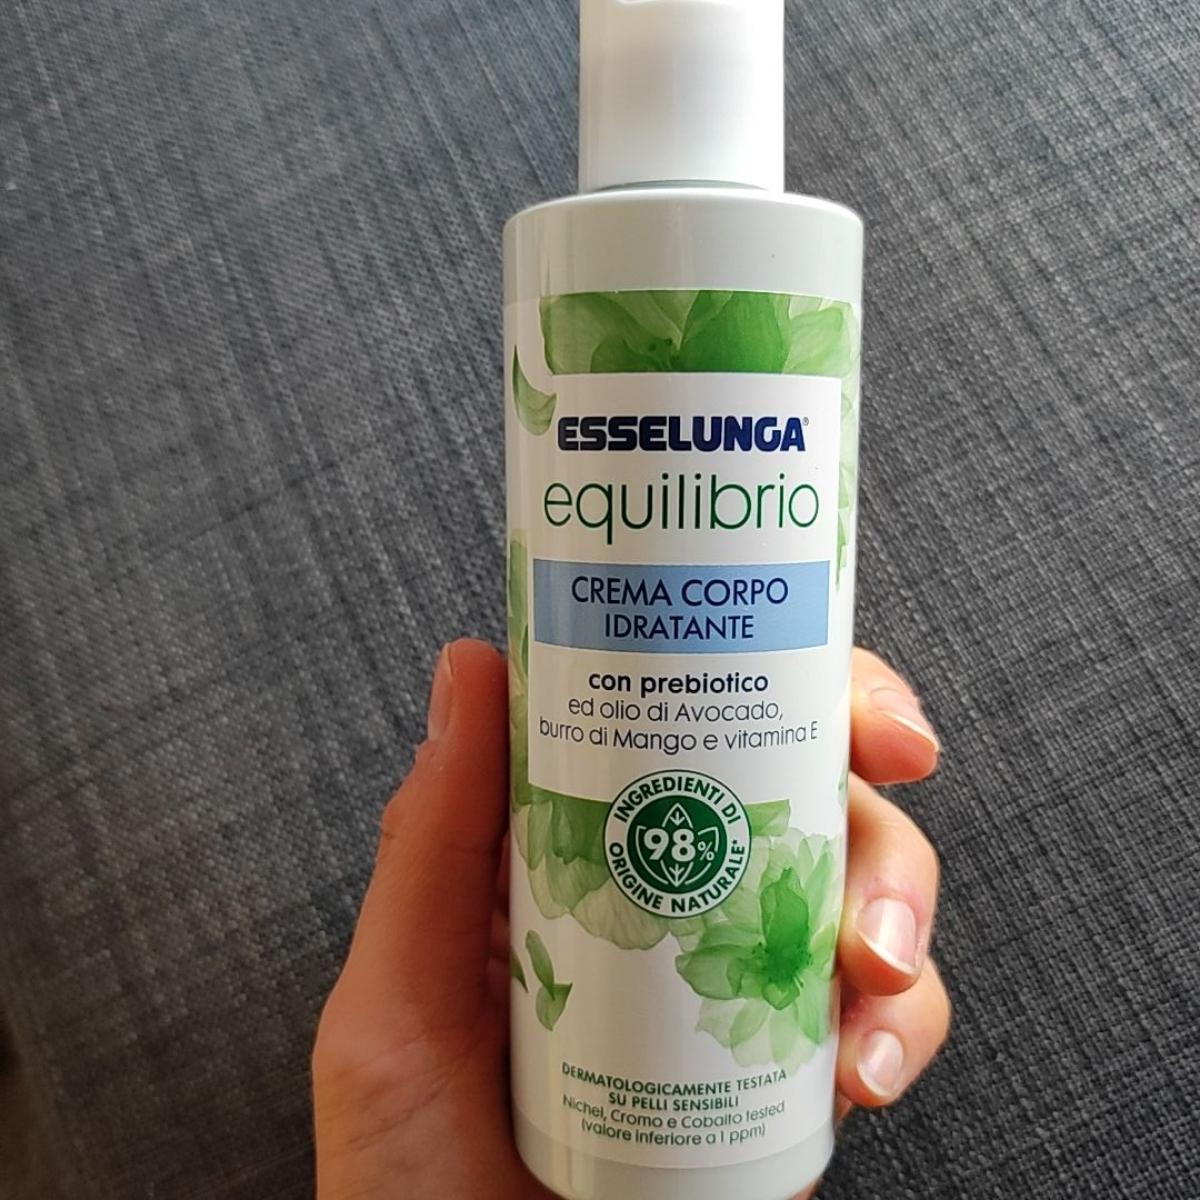 ESSELUNGA®
equilibrio
CREMA CORPO
IDRATANTE
con prebiotico
ed olio di Avocado,
burro di Mango e vitamina E
INGREDIENTI DI
98%
ORIGINE NATURALE*
DERMATOLOGICAMENTE TESTATA
SU PELLI SENSIBILI
Nichel, Cromo e Cobalto tested
(valore inferiore a 1 ppm)